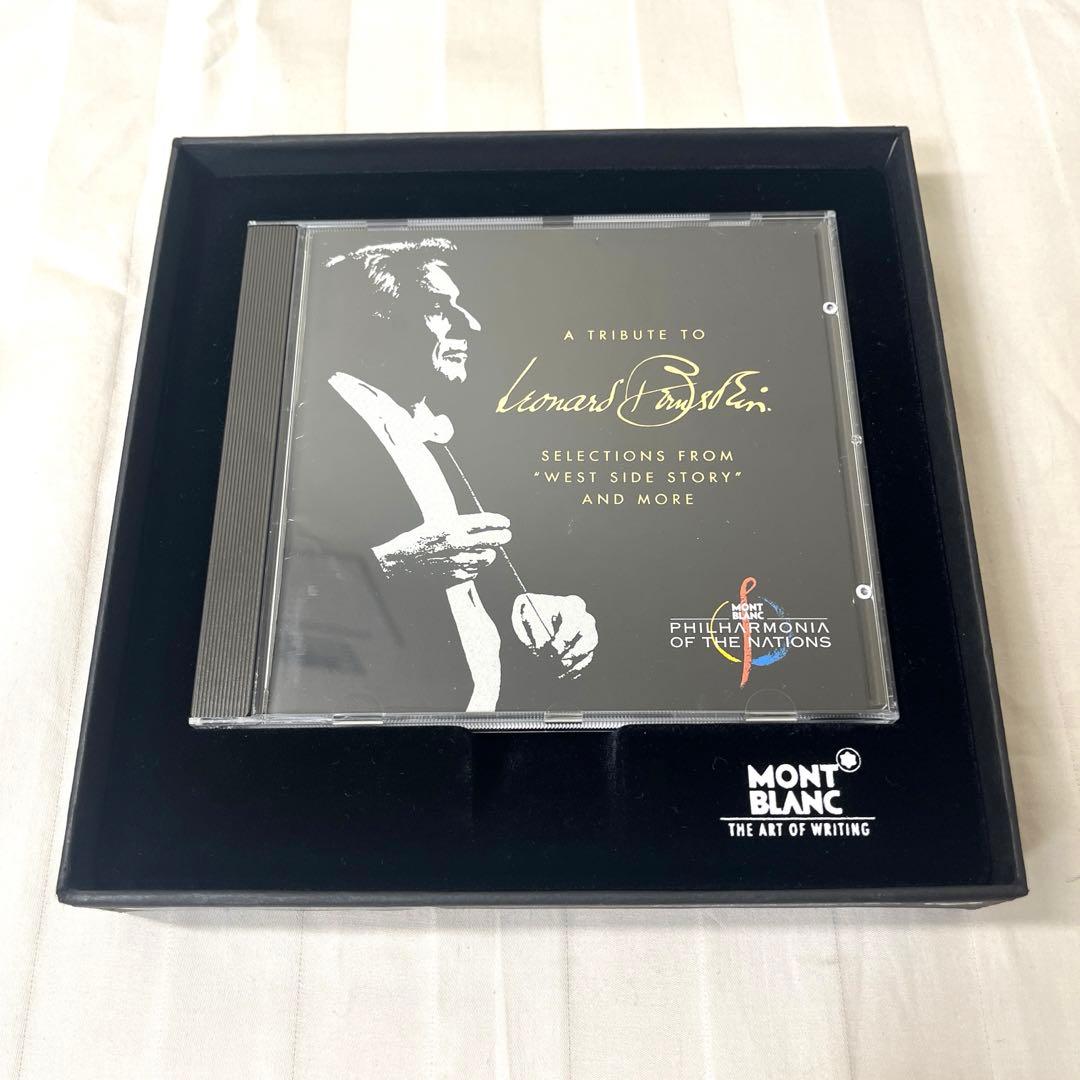 A TRIBUTE TO
Leonard Bernstein.
SELECTIONS FROM
"WEST SIDE STORY"
AND MORE
MONT
BLANC
PHILHARMONIA
OF THE NATIONS
MONT
BLANC
THE ART OF WRITING